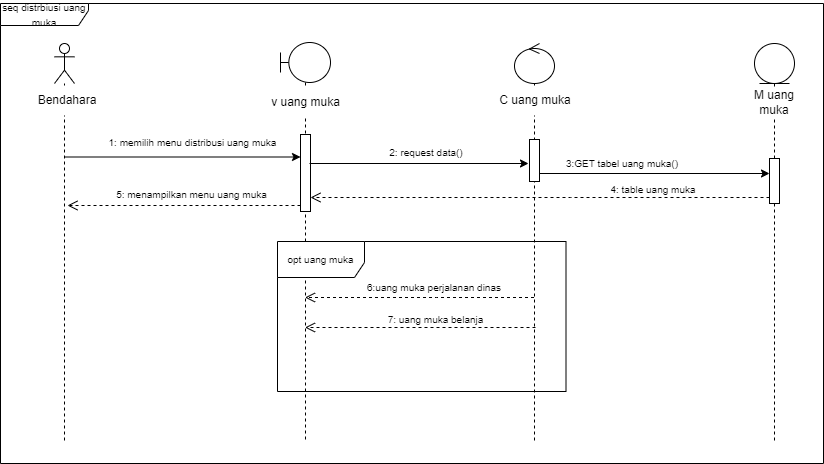 seq distrbiusi uang
muka
Bendahara
v uang muka
C uang muka
M uang
muka
1: memilih menu distribusi uang muka
2: request data()
3:GET tabel uang muka()
4: table uang muka
5: menampilkan menu uang muka
opt uang muka
6:uang muka perjalanan dinas
7: uang muka belanja